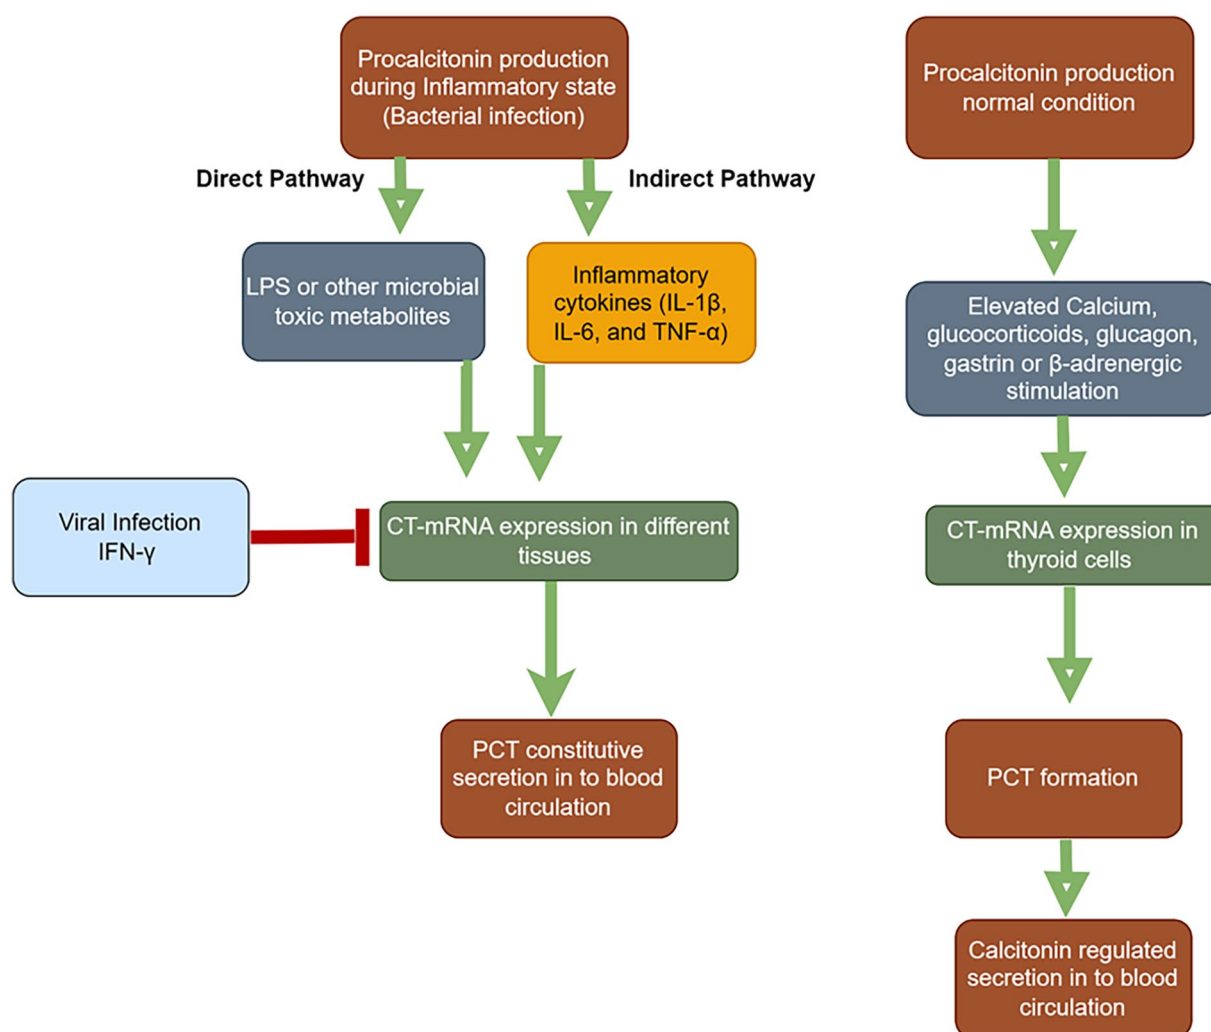 Procalcitonin production
during Inflammatory state
(Bacterial infection)
Direct Pathway
Indirect Pathway
LPS or other microbial
toxic metabolites
Inflammatory
cytokines (IL-1β,
IL-6, and TNF-α)
Viral Infection
IFN-γ
CT-mRNA expression in different
tissues
PCT constitutive
secretion in to blood
circulation
Procalcitonin production
normal condition
Elevated Calcium,
glucocorticoids, glucagon,
gastrin or β-adrenergic
stimulation
CT-mRNA expression in
thyroid cells
PCT formation
Calcitonin regulated
secretion in to blood
circulation